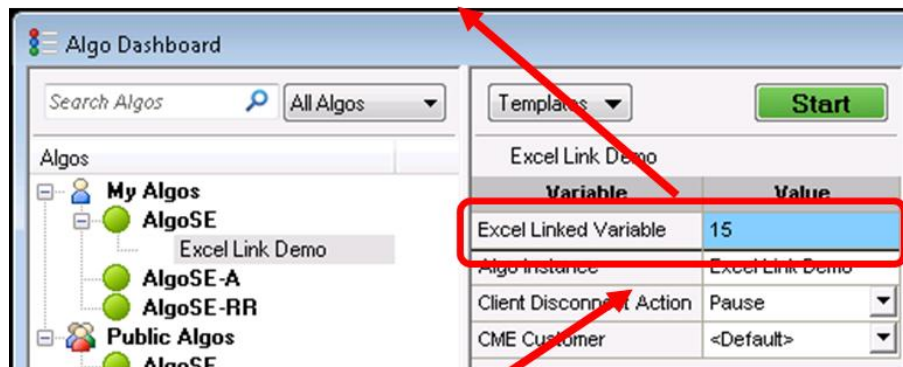 Algo Dashboard
Search Algos
All Algos
Algos
My Algos
AlgoSE
Excel Link Demo
AlgoSE-A
AlgoSE-RR
Public Algos
AlgoSE
Templates
Start
Excel Link Demo
Variable Value
Excel Linked Variable 15
Algo Instance Excel Link Demo
Client Disconnect Action Pause
CME Customer <Default>